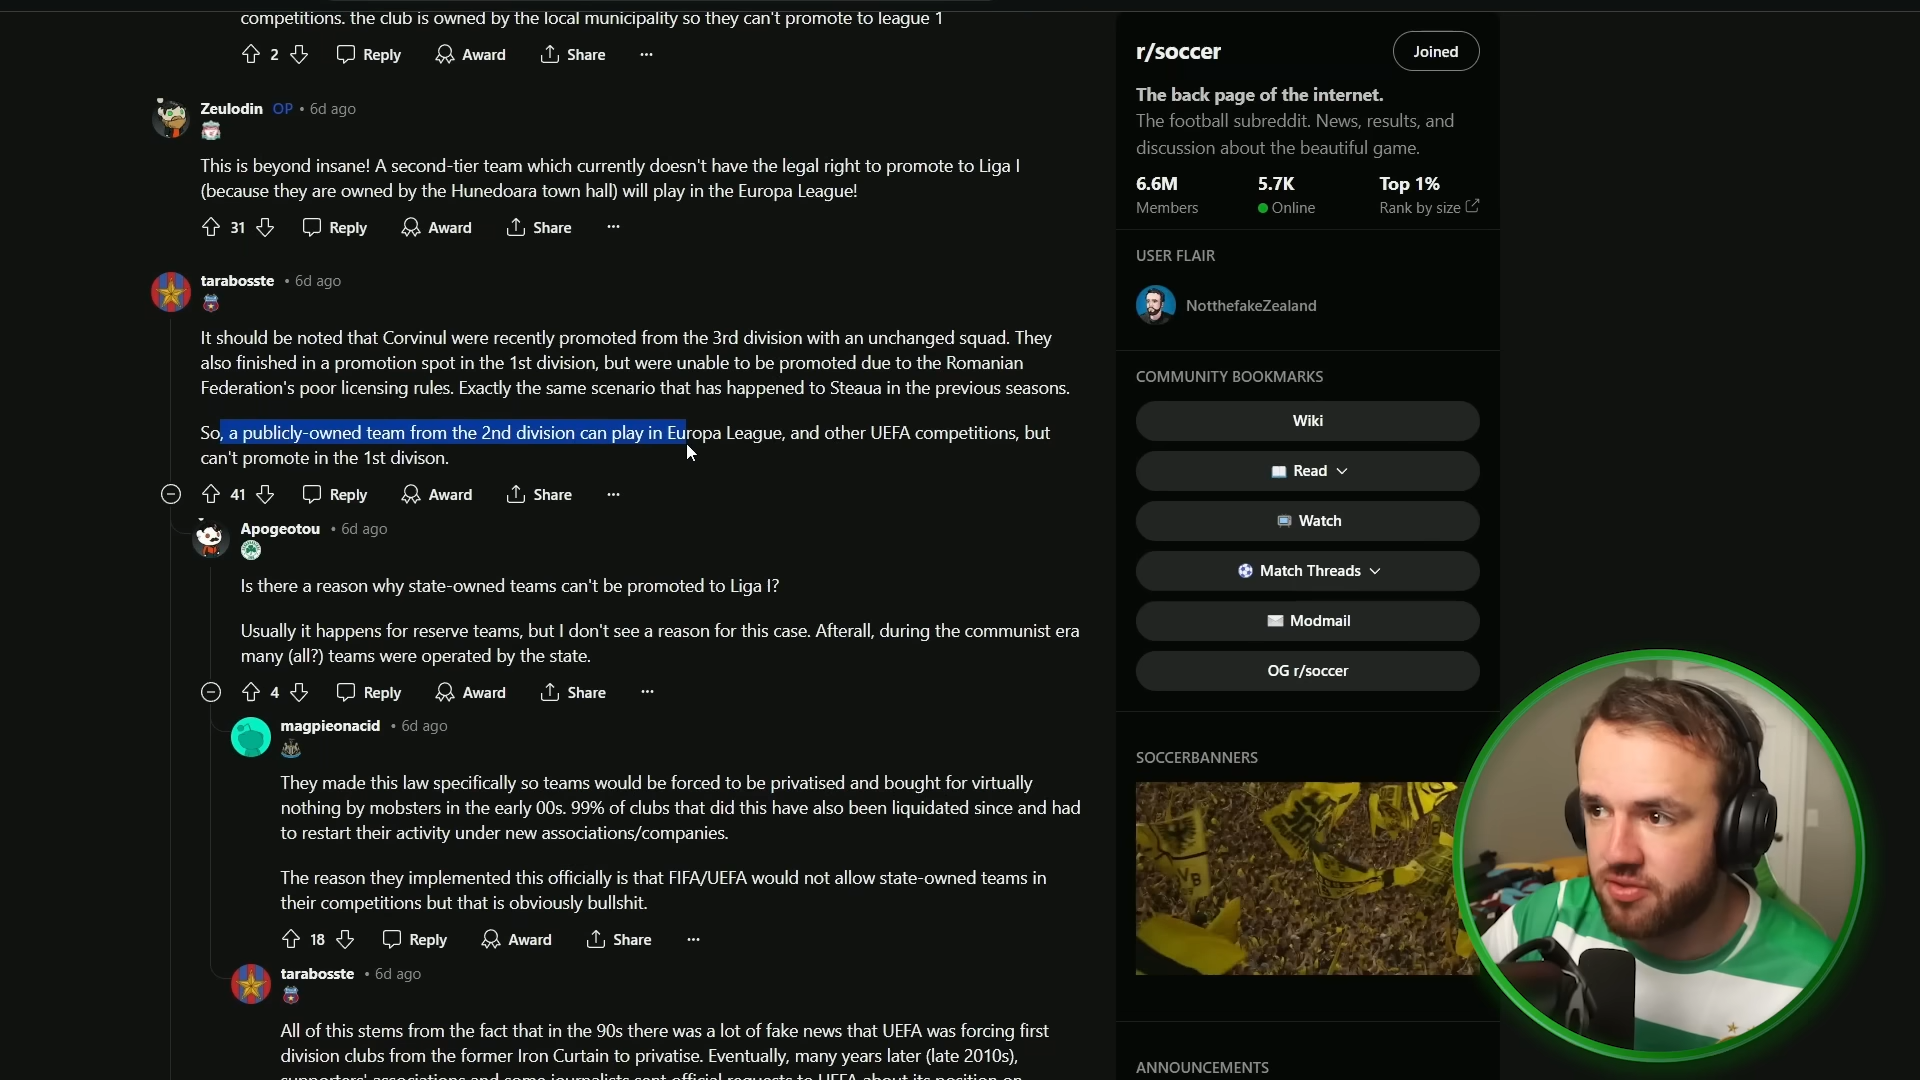 competitions. the club is owned by the local municipality so they can't promote to league 1
2 Reply Award Share
Zeulodin OP • 6d ago
This is beyond insane! A second-tier team which currently doesn't have the legal right to promote to Liga I
(because they are owned by the Hunedoara town hall) will play in the Europa League!
31 Reply Award Share
tarabosste • 6d ago
It should be noted that Corvinul were recently promoted from the 3rd division with an unchanged squad. They
also finished in a promotion spot in the 1st division, but were unable to be promoted due to the Romanian
Federation's poor licensing rules. Exactly the same scenario that has happened to Steaua in the previous seasons.
So, a publicly-owned team from the 2nd division can play in Europa League, and other UEFA competitions, but
can't promote in the 1st divison.
41 Reply Award Share
Apogeotou • 6d ago
Is there a reason why state-owned teams can't be promoted to Liga I?
Usually it happens for reserve teams, but I don't see a reason for this case. Afterall, during the communist era
many (all?) teams were operated by the state.
4 Reply Award Share
magpieonacid • 6d ago
They made this law specifically so teams would be forced to be privatised and bought for virtually
nothing by mobsters in the early 00s. 99% of clubs that did this have also been liquidated since and had
to restart their activity under new associations/companies.
The reason they implemented this officially is that FIFA/UEFA would not allow state-owned teams in
their competitions but that is obviously bullshit.
18 Reply Award Share
tarabosste • 6d ago
All of this stems from the fact that in the 90s there was a lot of fake news that UEFA was forcing first
division clubs from the former Iron Curtain to privatise. Eventually, many years later (late 2010s),
supporters' associations and some journalists sent official requests to UEFA about its position on
r/soccer
Joined
The back page of the internet.
The football subreddit. News, results, and
discussion about the beautiful game.
6.6M 5.7K Top 1%
Members Online Rank by size
USER FLAIR
NotthefakeZealand
COMMUNITY BOOKMARKS
Wiki
Read
Watch
Match Threads
Modmail
OG r/soccer
SOCCERBANNERS
ANNOUNCEMENTS